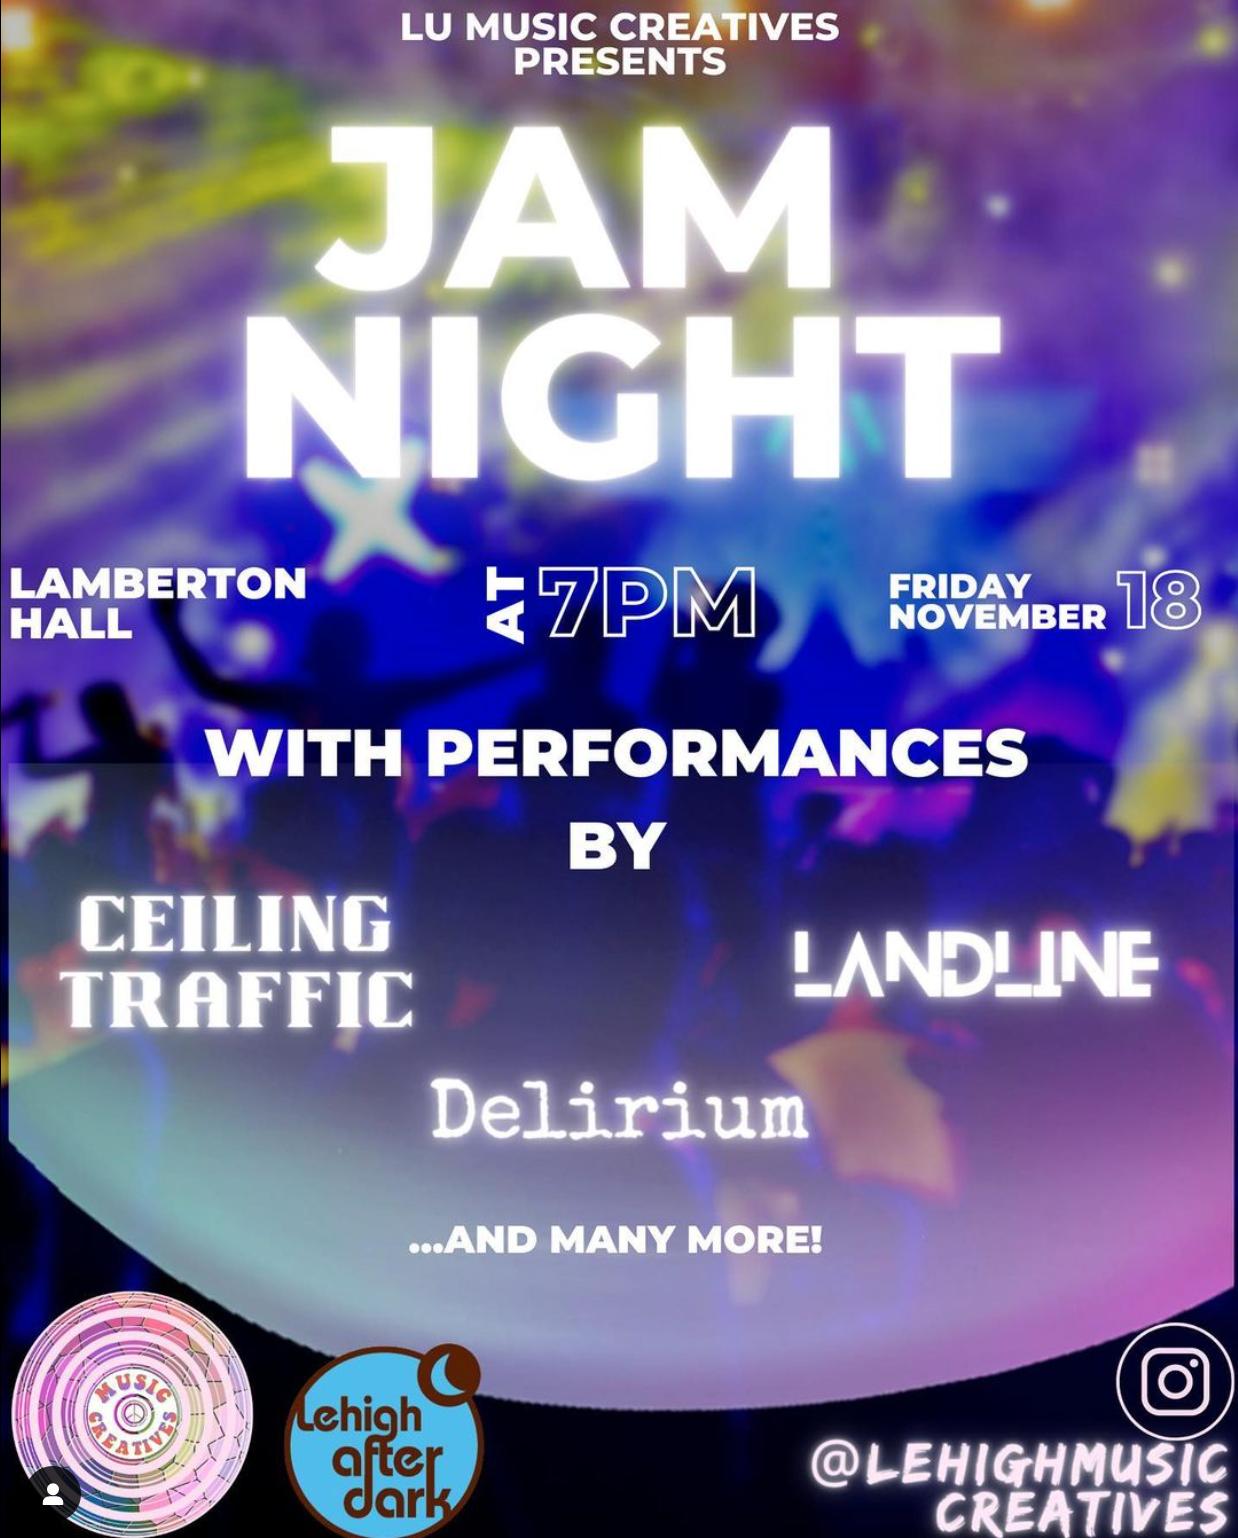 LU MUSIC CREATIVES
PRESENTS
JAM
NIGHT
LAMBERTON
HALL
AT 7PM
FRIDAY
NOVEMBER 18
WITH PERFORMANCES
BY
CEILING
TRAFFIC
LANDLINE
Delirium
...AND MANY MORE!
MUSIC
CREATIVES
Lehigh
after
dark
@LEHIGHMUSIC
CREATIVES